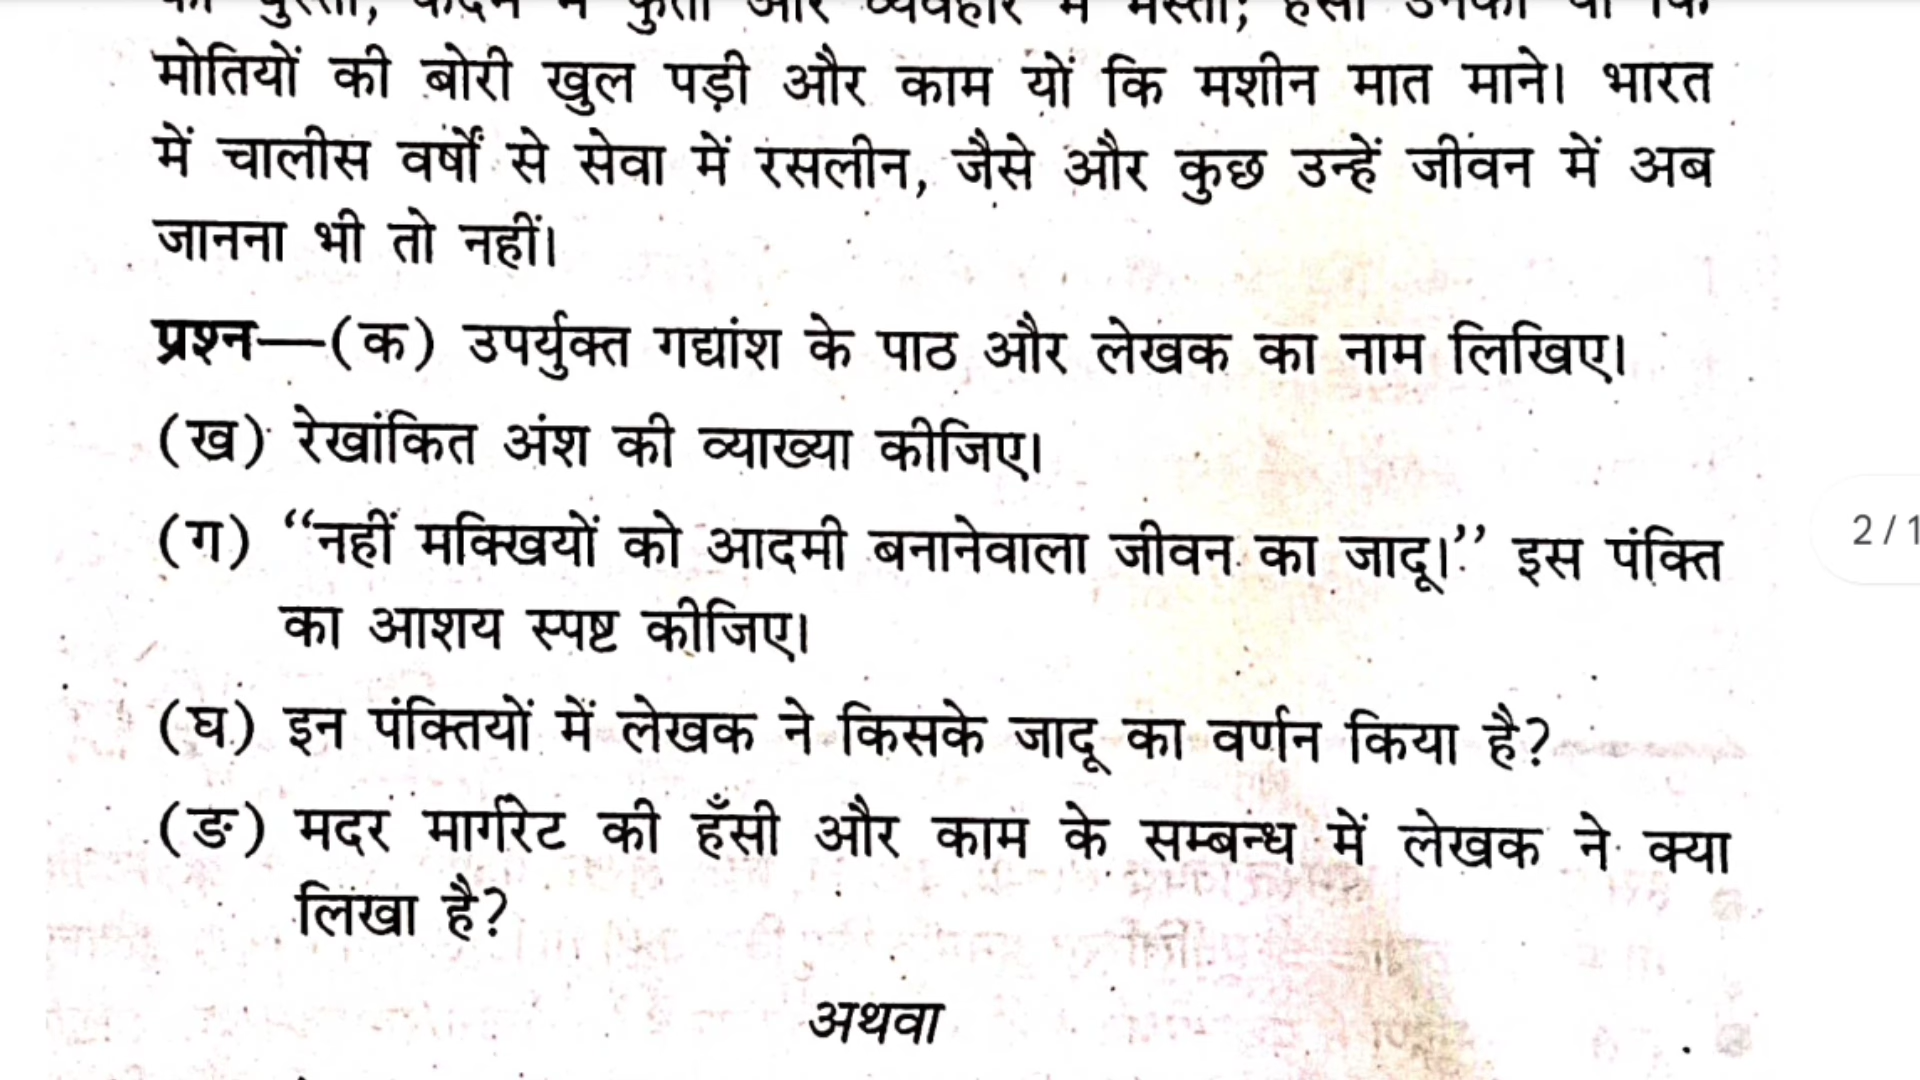 मोतियों की बोरी खुल पड़ी और काम यों कि मशीन मात माने। भारत
में चालीस वर्षों से सेवा में रसलीन, जैसे और कुछ उन्हें जीवन में अब
जानना भी तो नहीं।
प्रश्न—(क) उपर्युक्त गद्यांश के पाठ और लेखक का नाम लिखिए।
(ख) रेखांकित अंश की व्याख्या कीजिए।
(ग) “नहीं मक्खियों को आदमी बनानेवाला जीवन का जादू।” इस पंक्ति
का आशय स्पष्ट कीजिए।
(घ) इन पंक्तियों में लेखक ने किसके जादू का वर्णन किया है?
(ङ) मदर मार्गरेट की हँसी और काम के सम्बन्ध में लेखक ने क्या
लिखा है?
अथवा
2/1